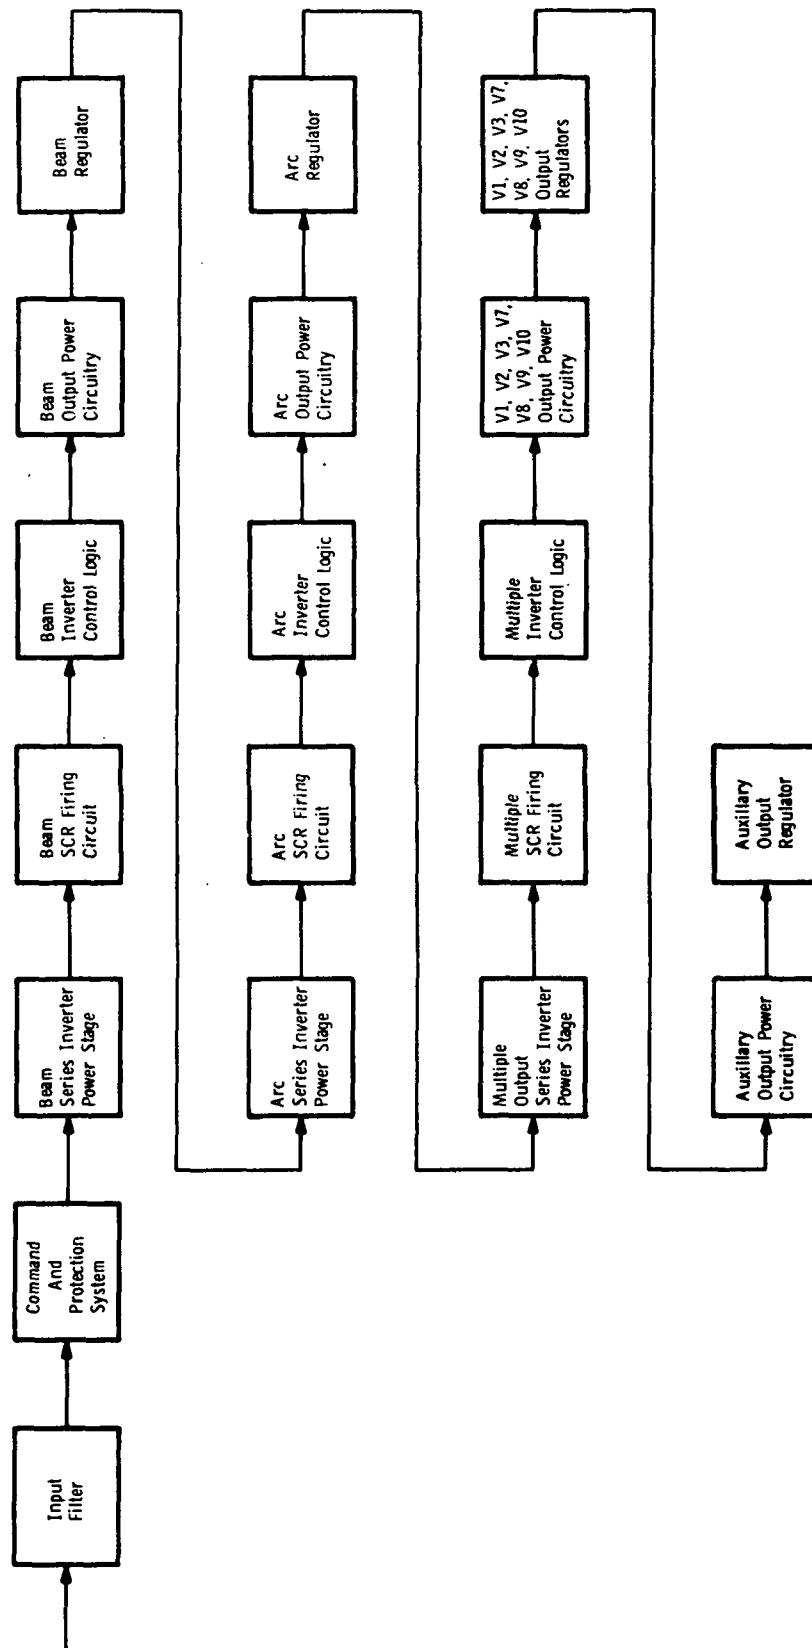 Input
Filter
Command
And
Protection
System
Beam
Series Inverter
Power Stage
Beam
SCR Firing
Circuit
Beam
Inverter
Control Logic
Beam
Output Power
Circuitry
Beam
Regulator
Arc
Series Inverter
Power Stage
Arc
SCR Firing
Circuit
Arc
Inverter
Control Logic
Arc
Output Power
Circuitry
Arc
Regulator
Multiple
Output
Series Inverter
Power Stage
Multiple
SCR Firing
Circuit
Multiple
Inverter
Control Logic
V1, V2, V3, V7,
V8, V9, V10
Output Power
Circuitry
V1, V2, V3, V7,
V8, V9, V10
Output
Regulators
Auxillary
Output Power
Circuitry
Auxillary
Output
Regulator